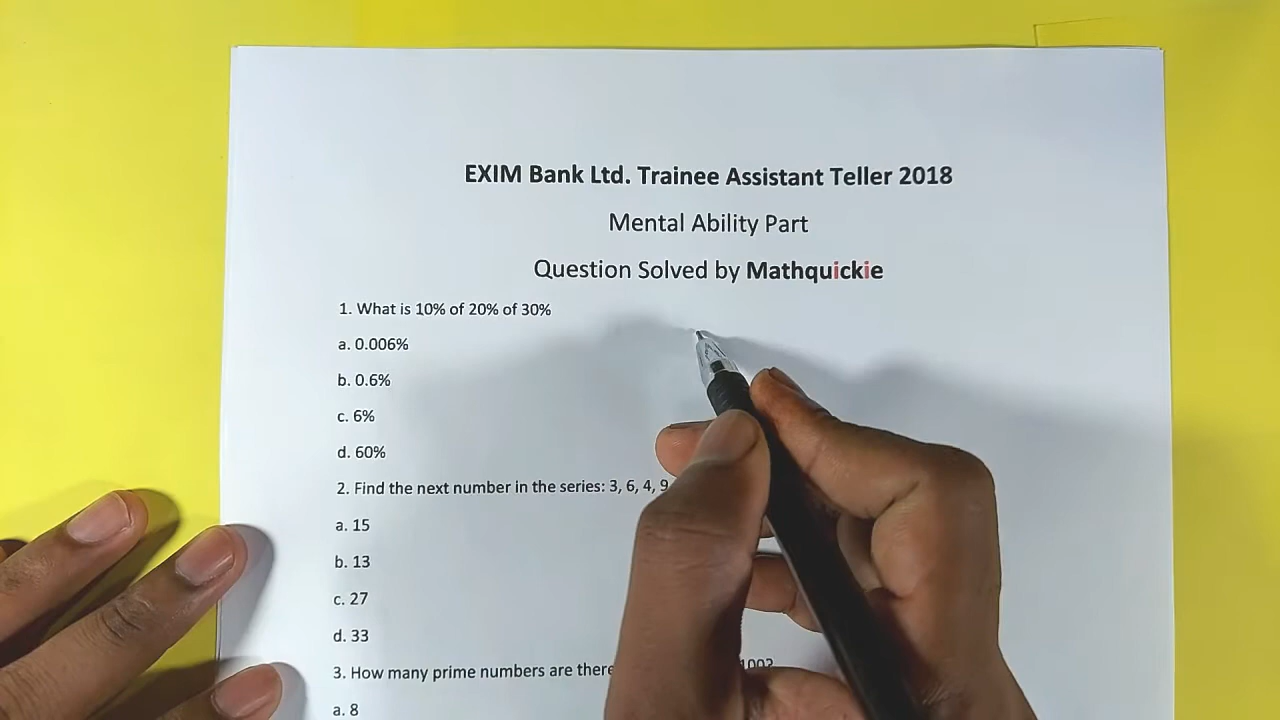 EXIM Bank Ltd. Trainee Assistant Teller 2018
Mental Ability Part
Question Solved by Mathquickie
1. What is 10% of 20% of 30%
a. 0.006%
b. 0.6%
c. 6%
d. 60%
2. Find the next number in the series: 3, 6, 4, 9
a. 15
b. 13
c. 27
d. 33
3. How many prime numbers are there 100?
a. 8